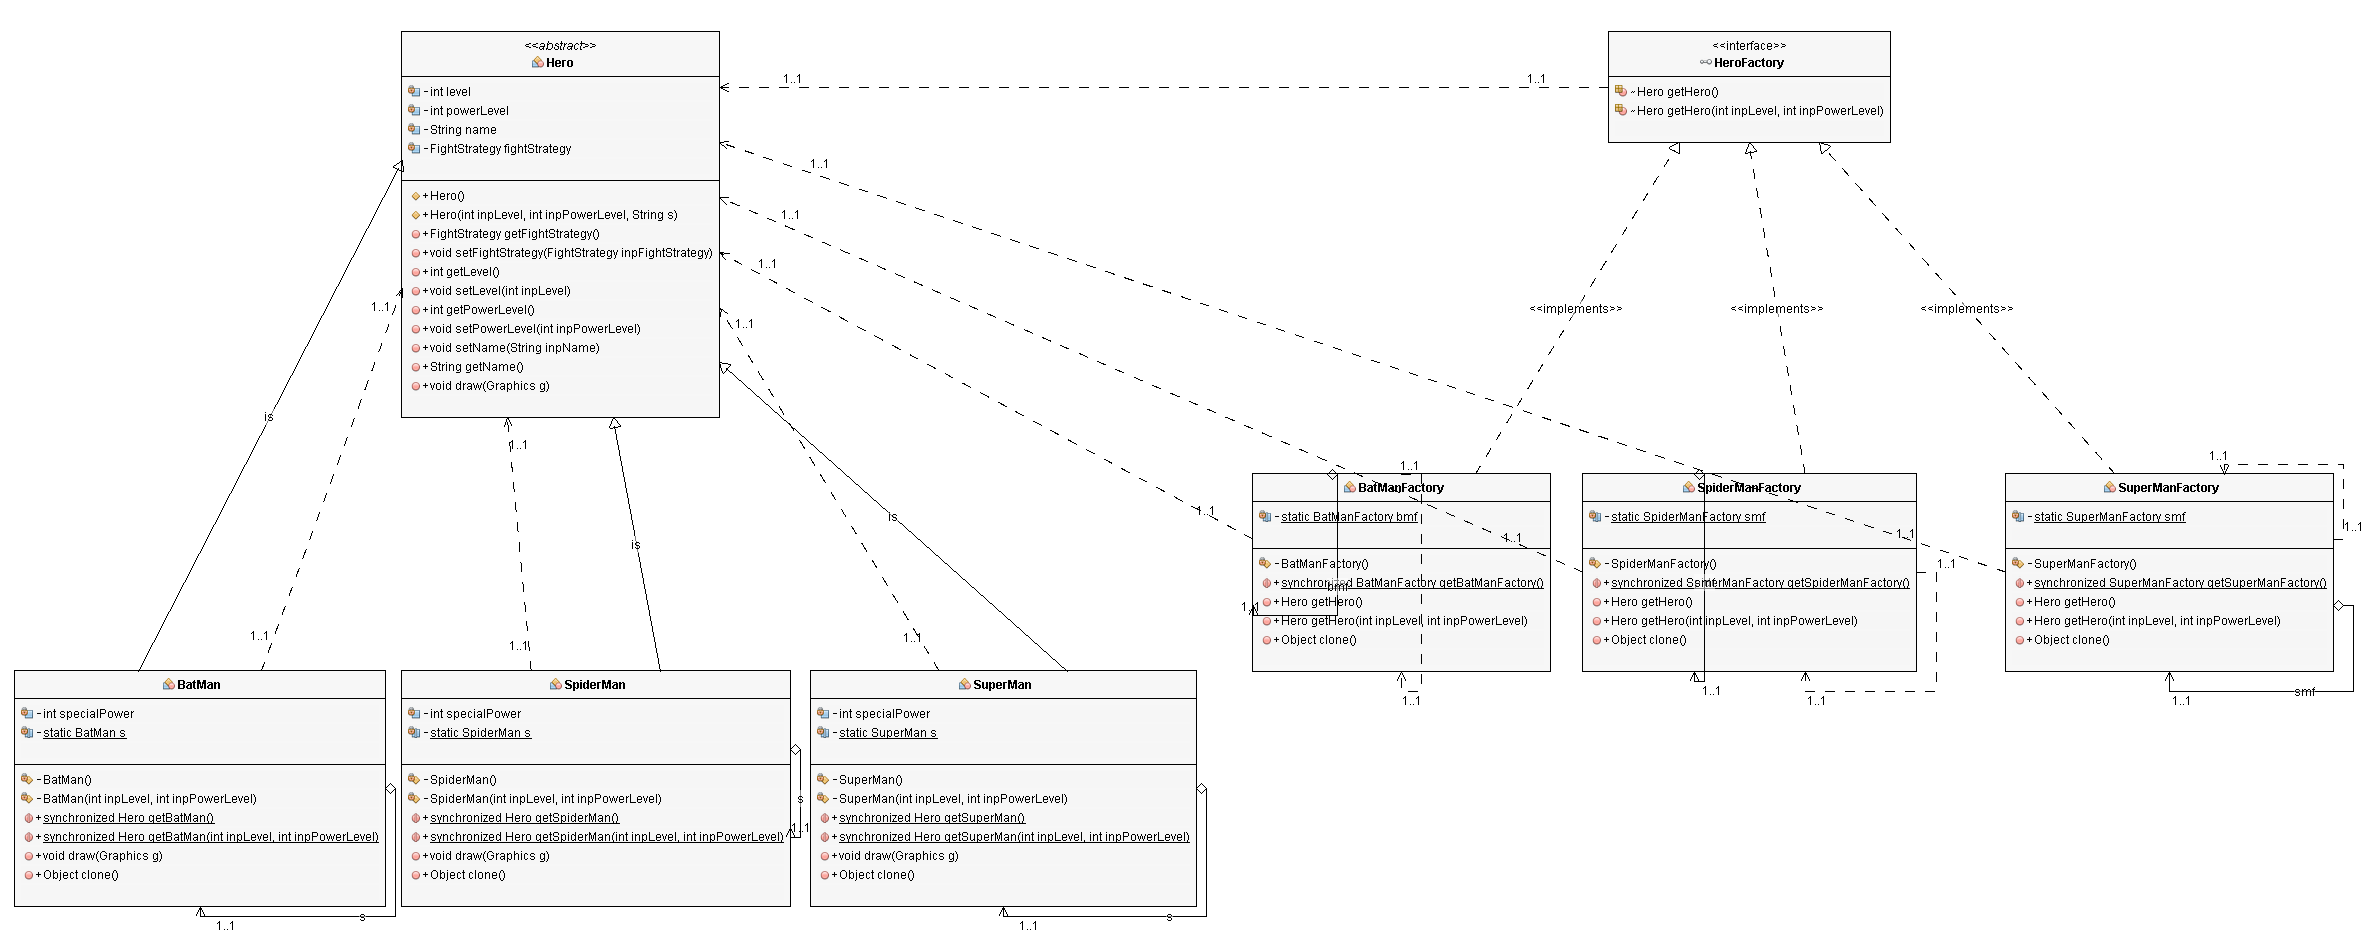 <<abstract>>
Hero
- int level
- int powerLevel
- String name
- FightStrategy fightStrategy
+ Hero()
+ Hero(int inpLevel, int inpPowerLevel, String s)
+ FightStrategy getFightStrategy()
+ void setFightStrategy(FightStrategy inpFightStrategy)
+ int getLevel()
+ void setLevel(int inpLevel)
+ int getPowerLevel()
+ void setPowerLevel(int inpPowerLevel)
+ void setName(String inpName)
+ String getName()
+ void draw(Graphics g)
<<interface>>
HeroFactory
~ Hero getHero()
~ Hero getHero(int inpLevel, int inpPowerLevel)
1..1
1..1
1..1
1..1
1..1
1..1
1..1
1..1
<<implements>>
<<implements>>
<<implements>>
is
is
is
1..1
1..1
1..1
1..1
1..1
1..1
1..1
BatManFactory
- static BatManFactory bmf
- BatManFactory()
+ synchronized BatManFactory getBatManFactory()
+ Hero getHero()
+ Hero getHero(int inpLevel, int inpPowerLevel)
+ Object clone()
bmf
1..1
1..1
1..1
SpiderManFactory
- static SpiderManFactory smf
- SpiderManFactory()
+ synchronized SpiderManFactory getSpiderManFactory()
+ Hero getHero()
+ Hero getHero(int inpLevel, int inpPowerLevel)
+ Object clone()
smf
1..1
1..1
1..1
SuperManFactory
- static SuperManFactory smf
- SuperManFactory()
+ synchronized SuperManFactory getSuperManFactory()
+ Hero getHero()
+ Hero getHero(int inpLevel, int inpPowerLevel)
+ Object clone()
1..1
1..1
smf
1..1
BatMan
- int specialPower
- static BatMan s
- BatMan()
- BatMan(int inpLevel, int inpPowerLevel)
+ synchronized Hero getBatMan()
+ synchronized Hero getBatMan(int inpLevel, int inpPowerLevel)
+ void draw(Graphics g)
+ Object clone()
s
1..1
SpiderMan
- int specialPower
- static SpiderMan s
- SpiderMan()
- SpiderMan(int inpLevel, int inpPowerLevel)
+ synchronized Hero getSpiderMan()
+ synchronized Hero getSpiderMan(int inpLevel, int inpPowerLevel)
+ void draw(Graphics g)
+ Object clone()
s
1..1
SuperMan
- int specialPower
- static SuperMan s
- SuperMan()
- SuperMan(int inpLevel, int inpPowerLevel)
+ synchronized Hero getSuperMan()
+ synchronized Hero getSuperMan(int inpLevel, int inpPowerLevel)
+ void draw(Graphics g)
+ Object clone()
s
1..1